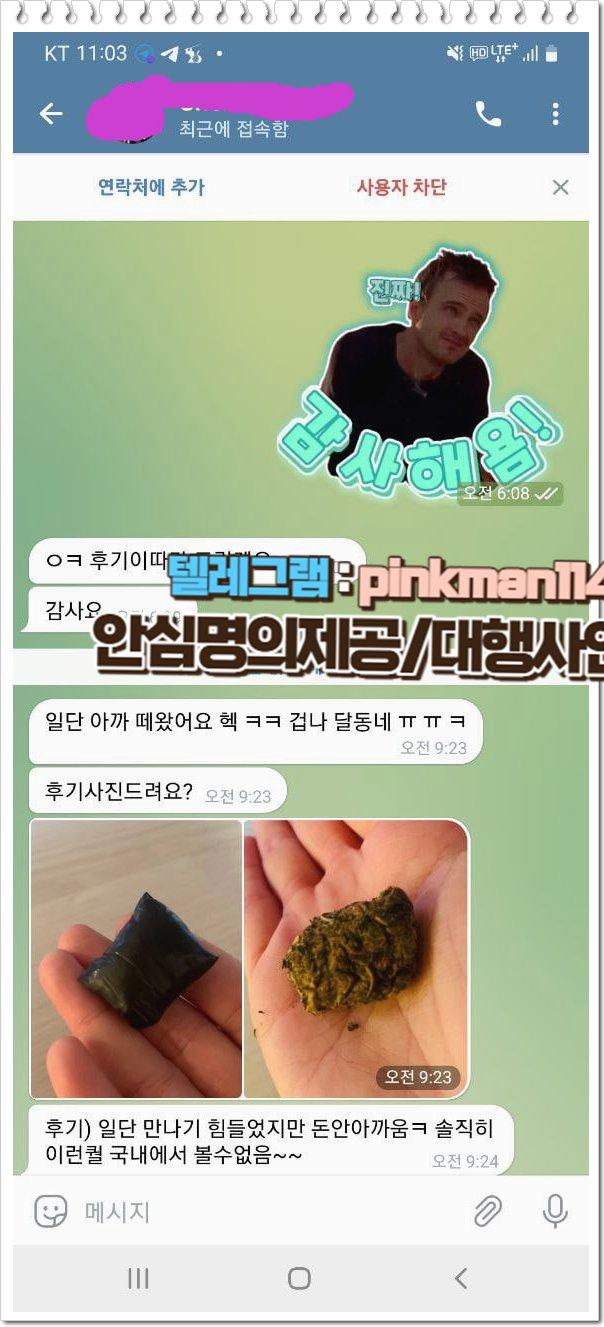 KT 11:03
HD LTE+
최근에 접속함
연락처에 추가
사용자 차단
진짜!
감사해욤!
오전 6:08
ㅇㅋ 후기이따
텔레그램 : pinkman114
감사요
안심명의제공/대행사
일단 아까 떼왔어요 헥 ㅋㅋ 겁나 달동네 ㅠ ㅠ ㅋ
오전 9:23
후기사진드려요? 오전 9:23
오전 9:23
후기) 일단 만나기 힘들었지만 돈안아까움ㅋ 솔직히
이런퀄 국내에서 볼수없음~~
오전 9:24
메시지